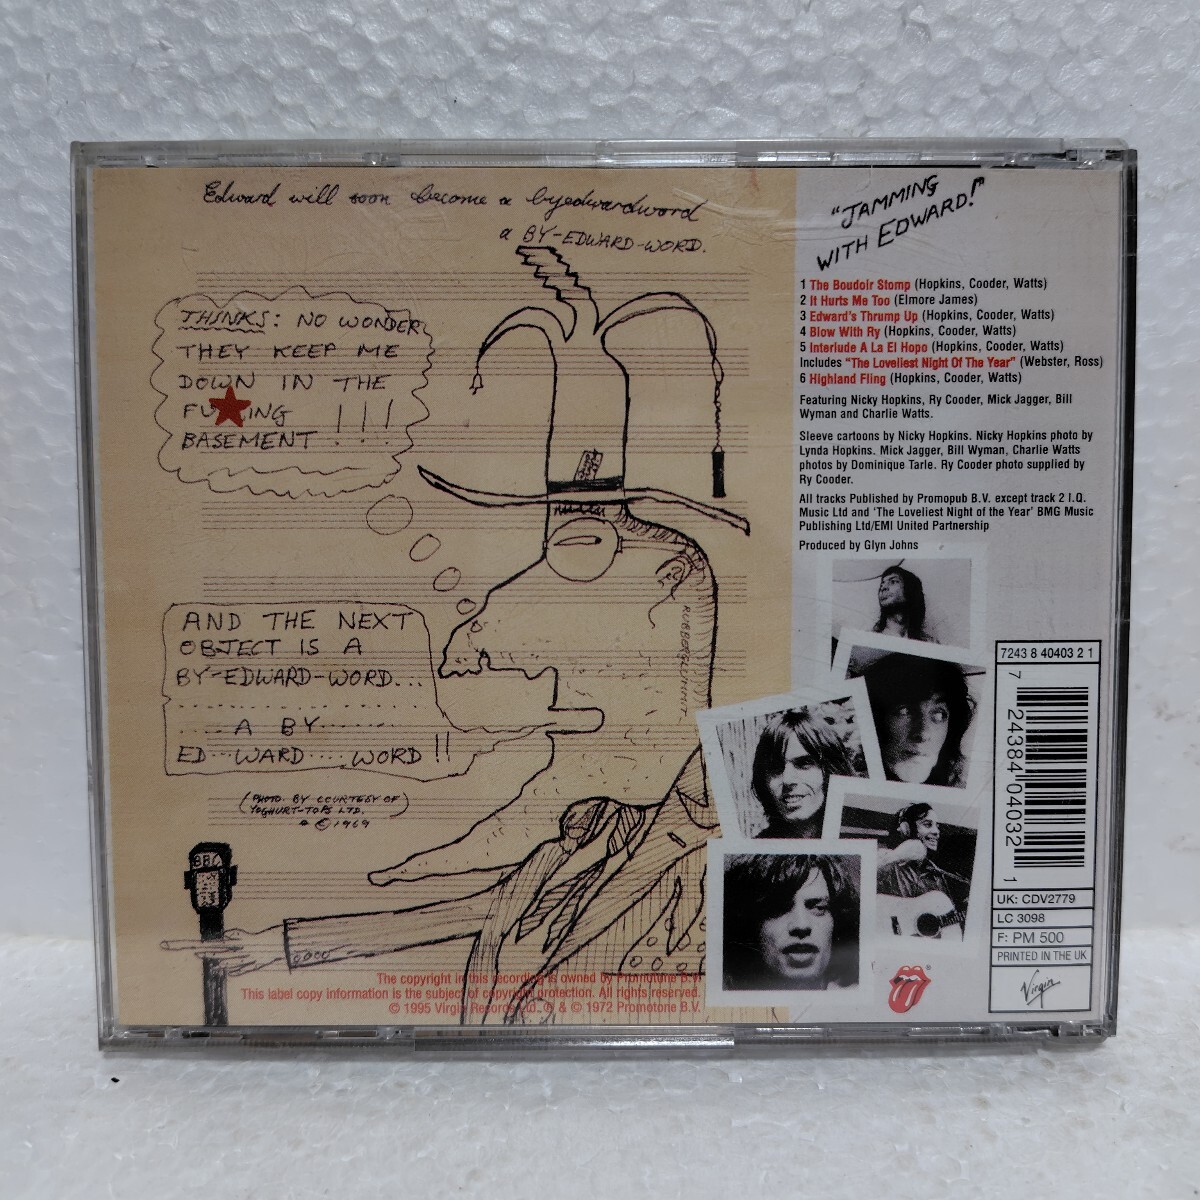 Edward will soon become a byedwardword
a BY-EDWARD-WORD.
THINKS: NO WONDER
THEY KEEP ME
DOWN IN THE
FU★ING !!!
BASEMENT
AND THE NEXT
OBJECT IS A
BY-EDWARD-WORD...
..... A BY.......
ED...WARD....WORD!!
(PHOTO. BY COURTESY OF)
YOGHURT-TOPS LTD.
© 1969
BBC
The copyright in this recording is owned by Promotone B.V.
This label copy information is the subject of copyright protection. All rights reserved.
© 1995 Virgin Records Ltd. ℗ & © 1972 Promotone B.V.
"JAMMING
WITH EDWARD!"
1 The Boudoir Stomp (Hopkins, Cooder, Watts)
2 It Hurts Me Too (Elmore James)
3 Edward's Thrump Up (Hopkins, Cooder, Watts)
4 Blow With Ry (Hopkins, Cooder, Watts)
5 Interlude A La El Hopo (Hopkins, Cooder, Watts)
Includes "The Loveliest Night Of The Year" (Webster, Ross)
6 Highland Fling (Hopkins, Cooder, Watts)
Featuring Nicky Hopkins, Ry Cooder, Mick Jagger, Bill
Wyman and Charlie Watts.
Sleeve cartoons by Nicky Hopkins. Nicky Hopkins photo by
Lynda Hopkins. Mick Jagger, Bill Wyman, Charlie Watts
photos by Dominique Tarle. Ry Cooder photo supplied by
Ry Cooder.
All tracks Published by Promopub B.V. except track 2 I.Q.
Music Ltd and 'The Loveliest Night of the Year' BMG Music
Publishing Ltd/EMI United Partnership
Produced by Glyn Johns
7243 8 40403 2 1
7 24384 04032 1
UK: CDV2779
LC 3098
F: PM 500
PRINTED IN THE UK
Virgin